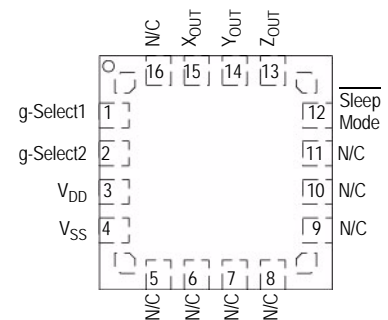 N/C
XOUT
YOUT
ZOUT
16 15 14 13
g-Select1 1
12 Sleep
Mode
g-Select2 2
11 N/C
VDD 3
10 N/C
VSS 4
9 N/C
5 6 7 8
N/C
N/C
N/C
N/C